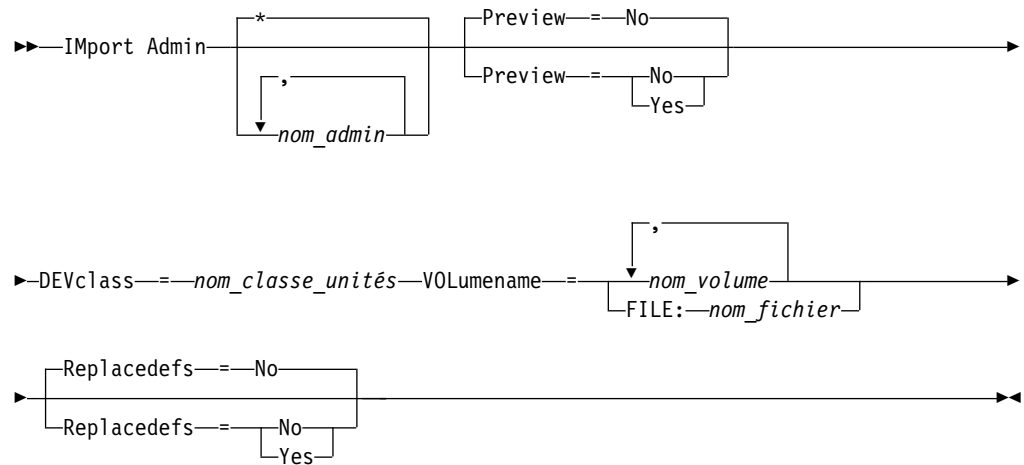 * Preview = No
IMport Admin
, Preview = No
Yes
nom_admin
,
DEVclass = nom_classe_unités VOLumename = nom_volume
FILE: nom_fichier
Replacedefs = No
Replacedefs = No
Yes